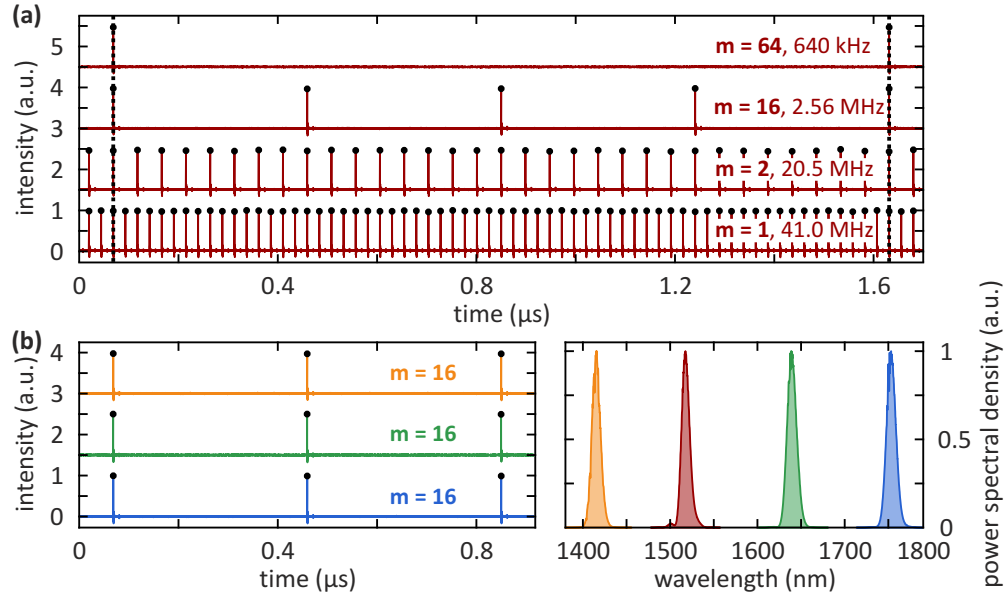 (a)
intensity (a.u.)
5
4
3
2
1
0
m = 64, 640 kHz
m = 16, 2.56 MHz
m = 2, 20.5 MHz
m = 1, 41.0 MHz
0 0.4 0.8 1.2 1.6
time (µs)
(b)
intensity (a.u.)
4
3
2
1
0
m = 16
m = 16
m = 16
0 0.4 0.8
time (µs)
1
0.5
0
power spectral density (a.u.)
1400 1500 1600 1700 1800
wavelength (nm)